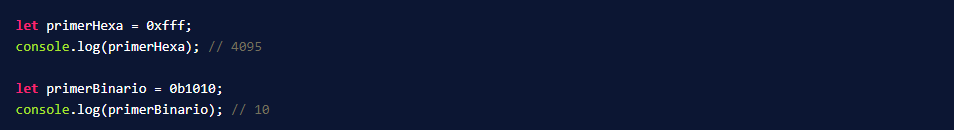 let primerHexa = 0xfff;
console.log(primerHexa); // 4095
let primerBinario = 0b1010;
console.log(primerBinario); // 10